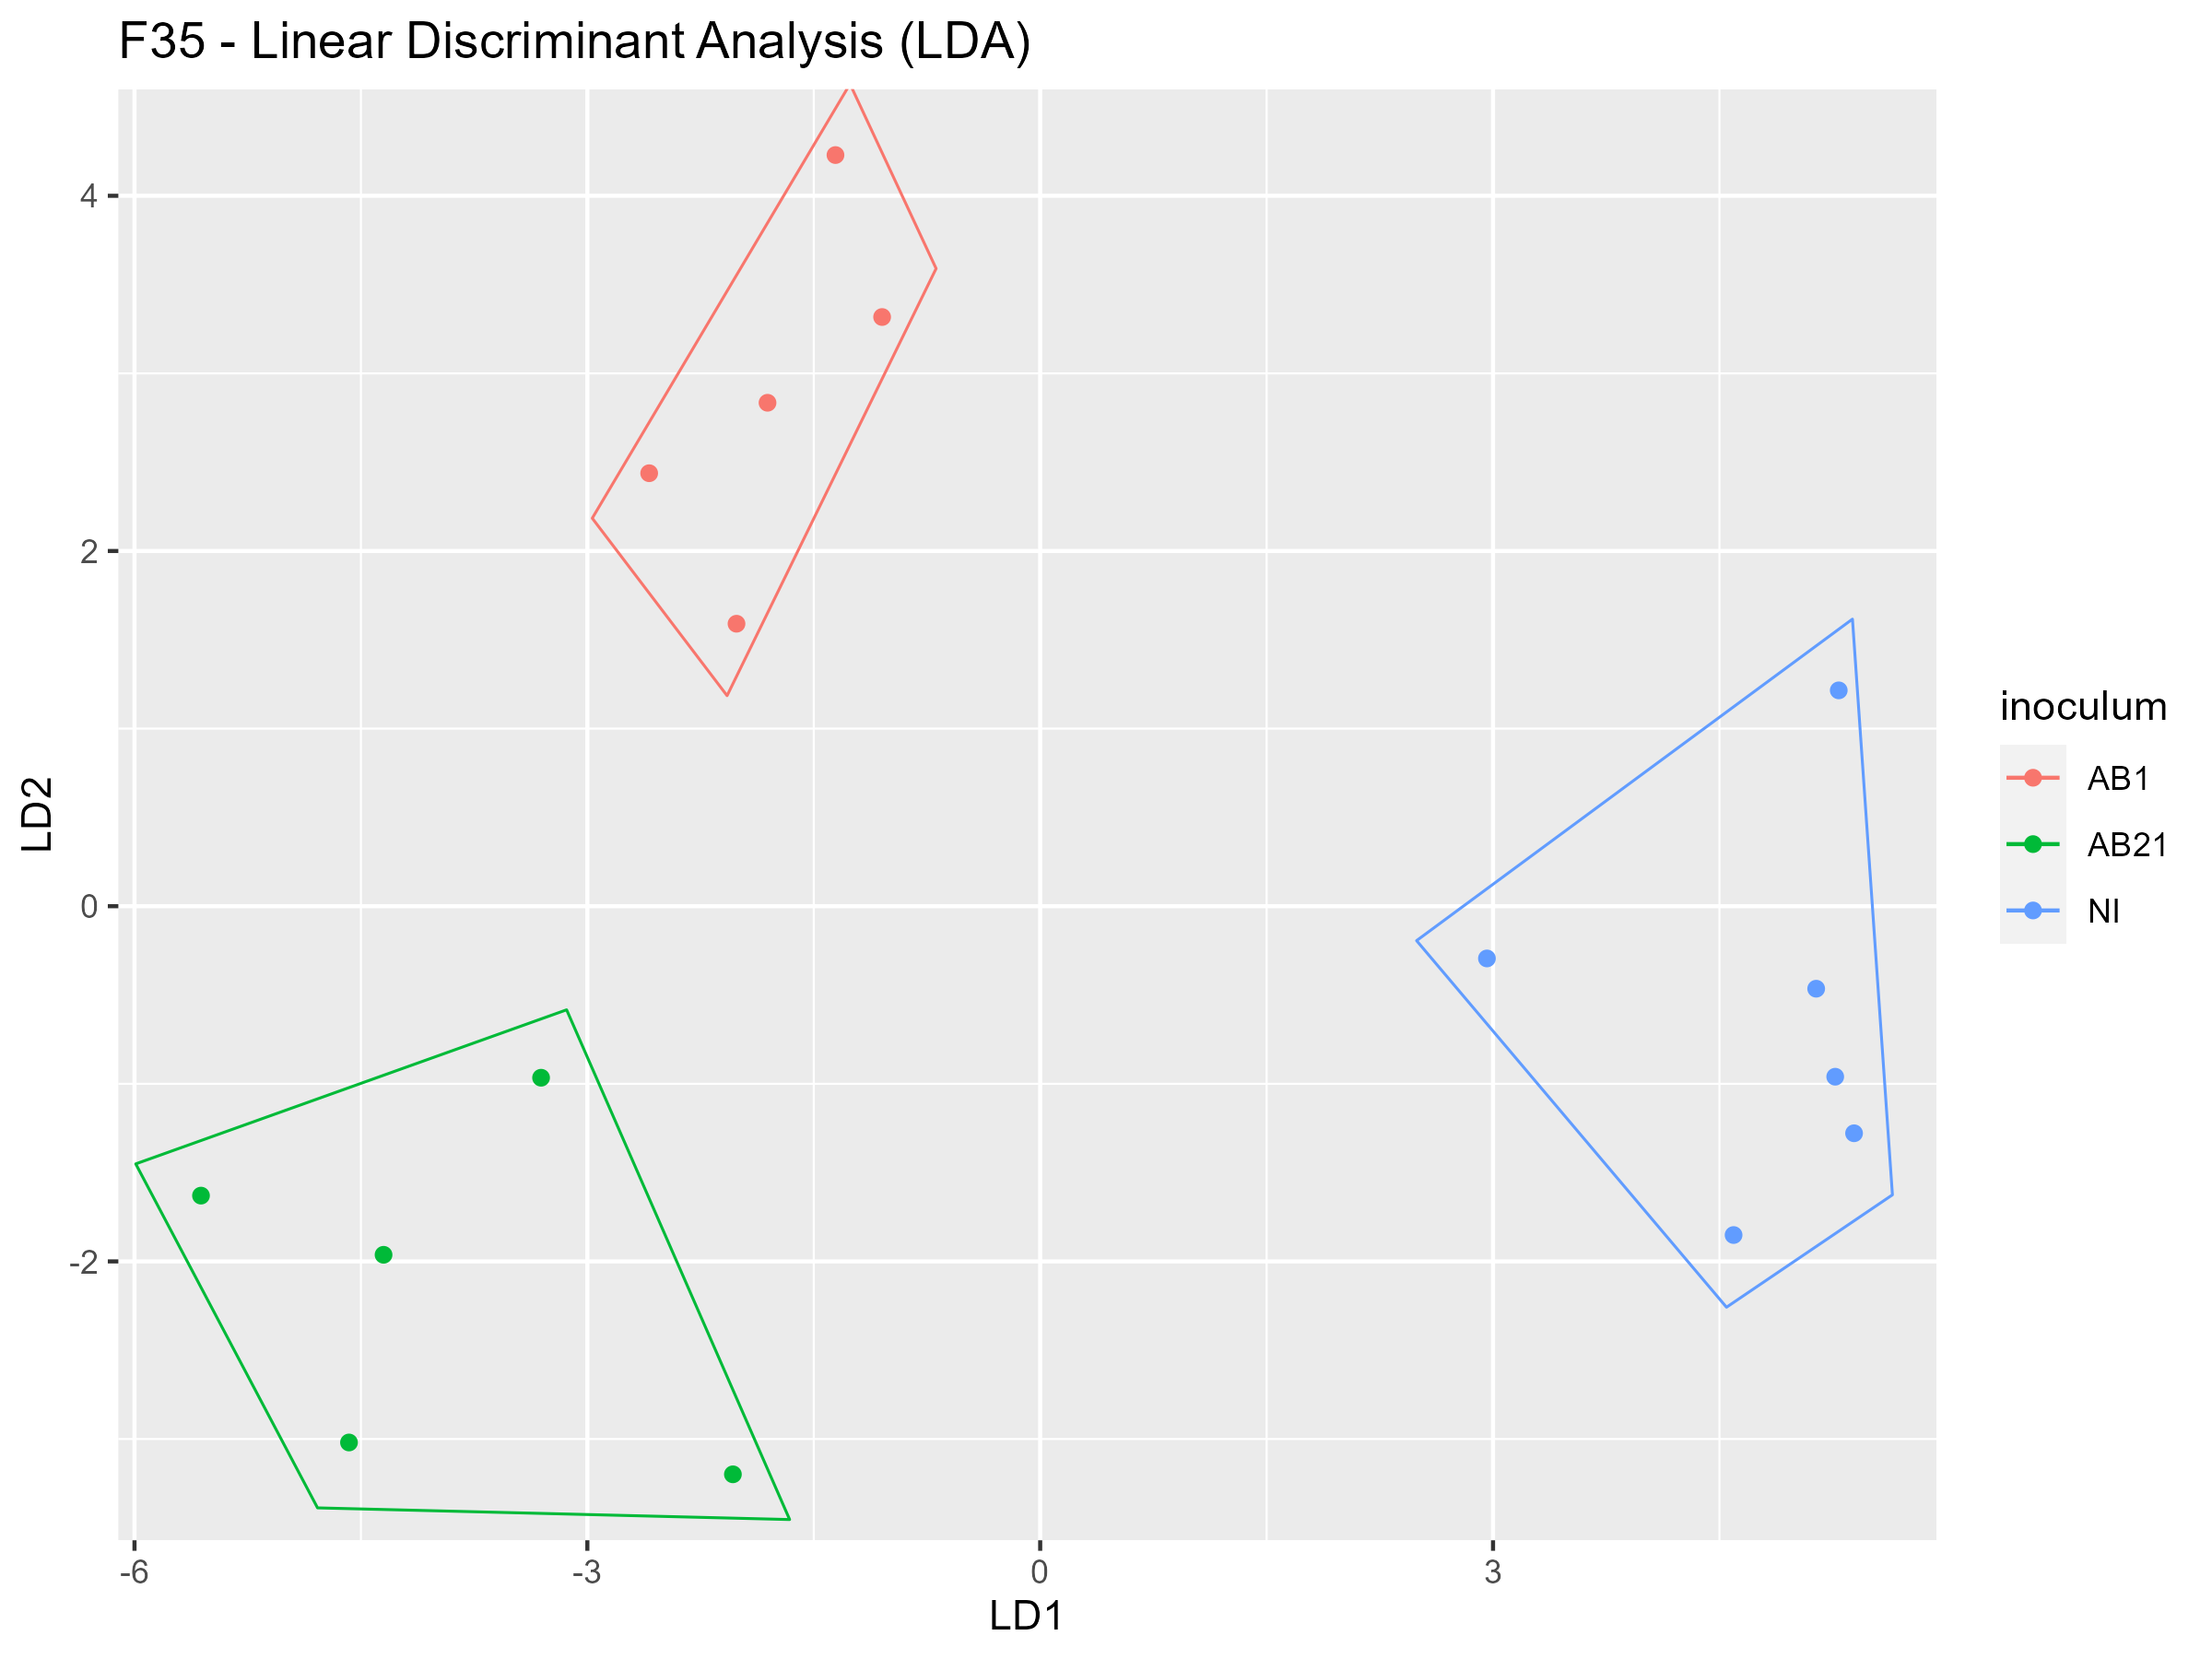 F35 - Linear Discriminant Analysis (LDA)
4
2
0
-2
LD2
-6 -3 0 3
LD1
inoculum
AB1
AB21
NI